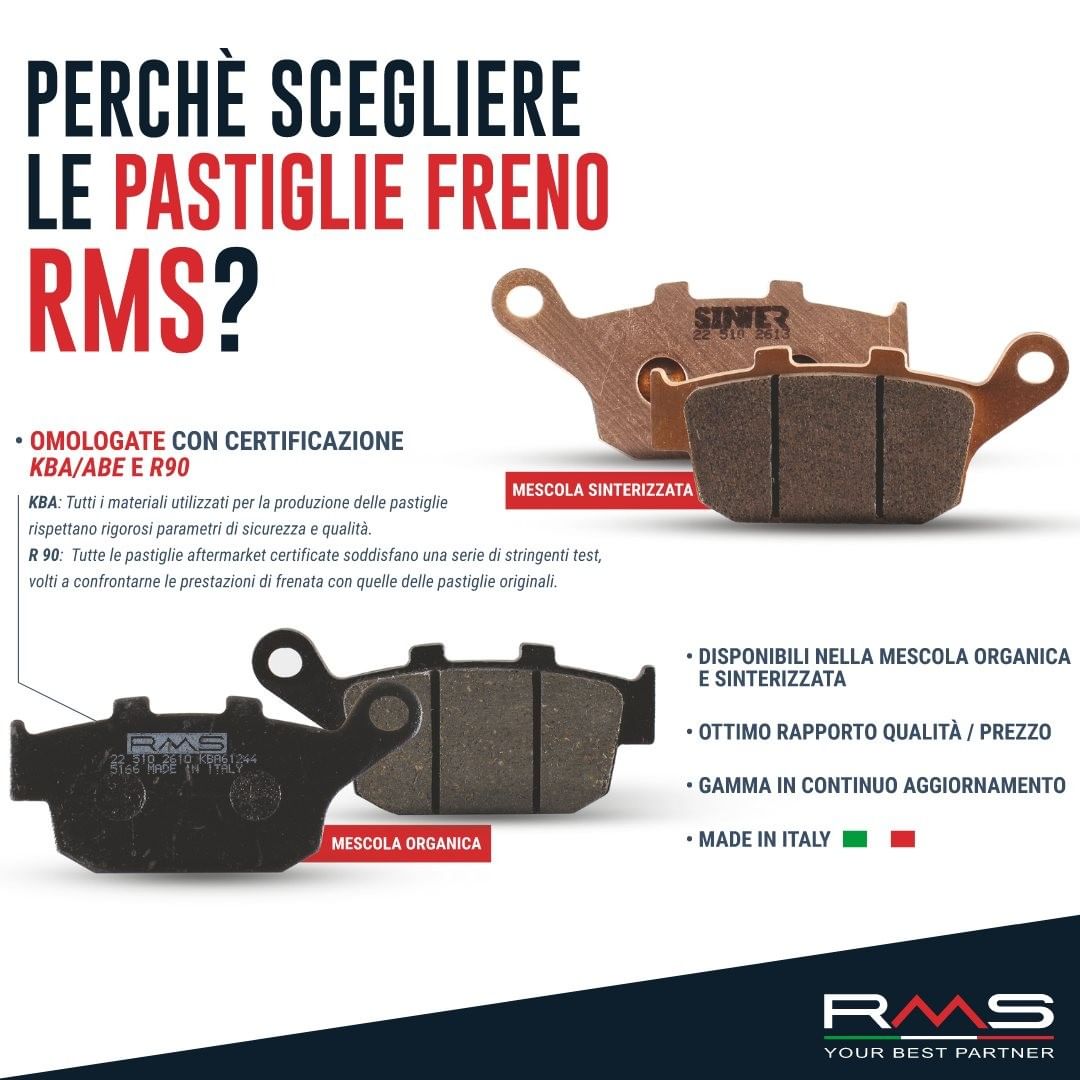 PERCHÈ SCEGLIERE
LE PASTIGLIE FRENO
RMS?
SINTER
22 510 2613
• OMOLOGATE CON CERTIFICAZIONE
KBA/ABE E R90
MESCOLA SINTERIZZATA
KBA: Tutti i materiali utilizzati per la produzione delle pastiglie
rispettano rigorosi parametri di sicurezza e qualità.
R 90: Tutte le pastiglie aftermarket certificate soddisfano una serie di stringenti test,
volti a confrontarne le prestazioni di frenata con quelle delle pastiglie originali.
RMS
22 510 2610 KBA61244
5166 MADE IN ITALY
MESCOLA ORGANICA
• DISPONIBILI NELLA MESCOLA ORGANICA
E SINTERIZZATA
• OTTIMO RAPPORTO QUALITÀ / PREZZO
• GAMMA IN CONTINUO AGGIORNAMENTO
• MADE IN ITALY
RMS
YOUR BEST PARTNER